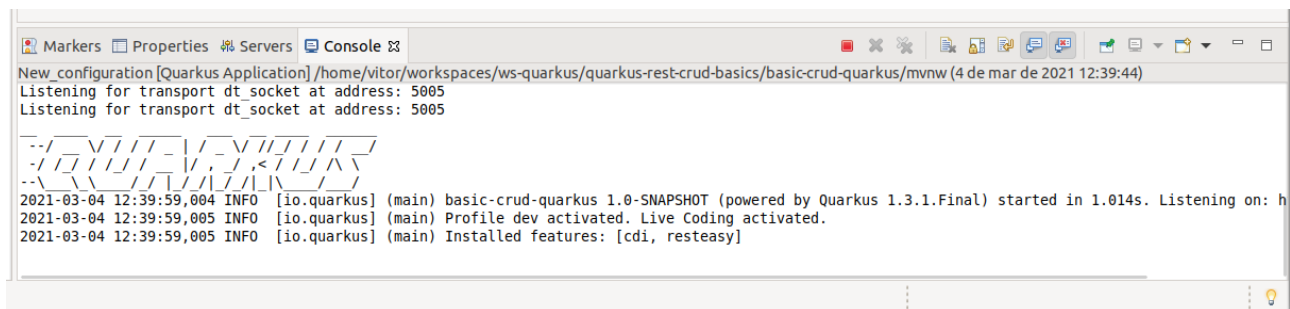 Markers Properties Servers Console
New_configuration [Quarkus Application] /home/vitor/workspaces/ws-quarkus/quarkus-rest-crud-basics/basic-crud-quarkus/mvnw (4 de mar de 2021 12:39:44)
Listening for transport dt_socket at address: 5005
Listening for transport dt_socket at address: 5005
__  ____  __  _____   ___  __ ____  ______
 --/ __ \/ / / / _ | / _ \/ //_/ / / / __/
 -/ /_/ / /_/ / __ |/ , _/ ,< / /_/ /\ \
--\___\_\____/_/ |_/_/|_/_/|_|\____/___/
2021-03-04 12:39:59,004 INFO  [io.quarkus] (main) basic-crud-quarkus 1.0-SNAPSHOT (powered by Quarkus 1.3.1.Final) started in 1.014s. Listening on: h
2021-03-04 12:39:59,005 INFO  [io.quarkus] (main) Profile dev activated. Live Coding activated.
2021-03-04 12:39:59,005 INFO  [io.quarkus] (main) Installed features: [cdi, resteasy]